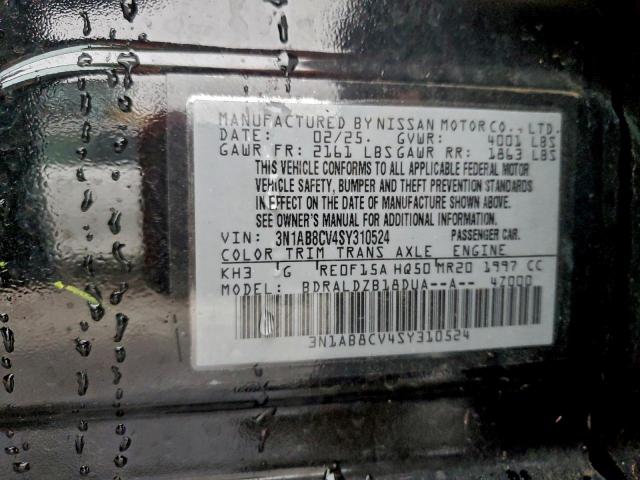 MANUFACTURED BY NISSAN MOTOR CO., LTD.
DATE: 02/25. GVWR: 4001 LBS
GAWR FR: 2161 LBS GAWR RR: 1863 LBS
THIS VEHICLE CONFORMS TO ALL APPLICABLE FEDERAL MOTOR
VEHICLE SAFETY, BUMPER AND THEFT PREVENTION STANDARDS
IN EFFECT ON THE DATE OF MANUFACTURE SHOWN ABOVE.
SEE OWNER'S MANUAL FOR ADDITIONAL INFORMATION.
VIN: 3N1AB8CV4SY310524 PASSENGER CAR.
COLOR TRIM TRANS AXLE ENGINE
KH3 G RE0F15A HQ50 MR20 1997 CC
MODEL: BDRALDZB18DUA--A-- 47000
3N1AB8CV4SY310524